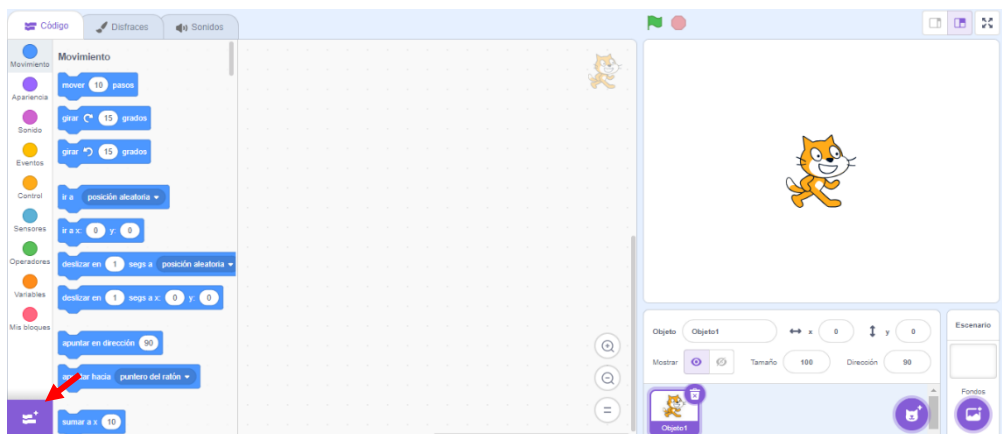 Código
Disfraces
Sonidos
Movimiento
Apariencia
Sonido
Eventos
Control
Sensores
Operadores
Variables
Mis bloques
Movimiento
mover 10 pasos
girar 15 grados
girar 15 grados
ir a posición aleatoria
ir a x: 0 y: 0
deslizar en 1 segs a posición aleatoria
deslizar en 1 segs a x: 0 y: 0
apuntar en dirección 90
hacia puntero del ratón
sumar a x 10
Objeto Objeto1 x 0 y 0
Mostrar Tamaño 100 Dirección 90
Objeto1
Escenario
Fondos